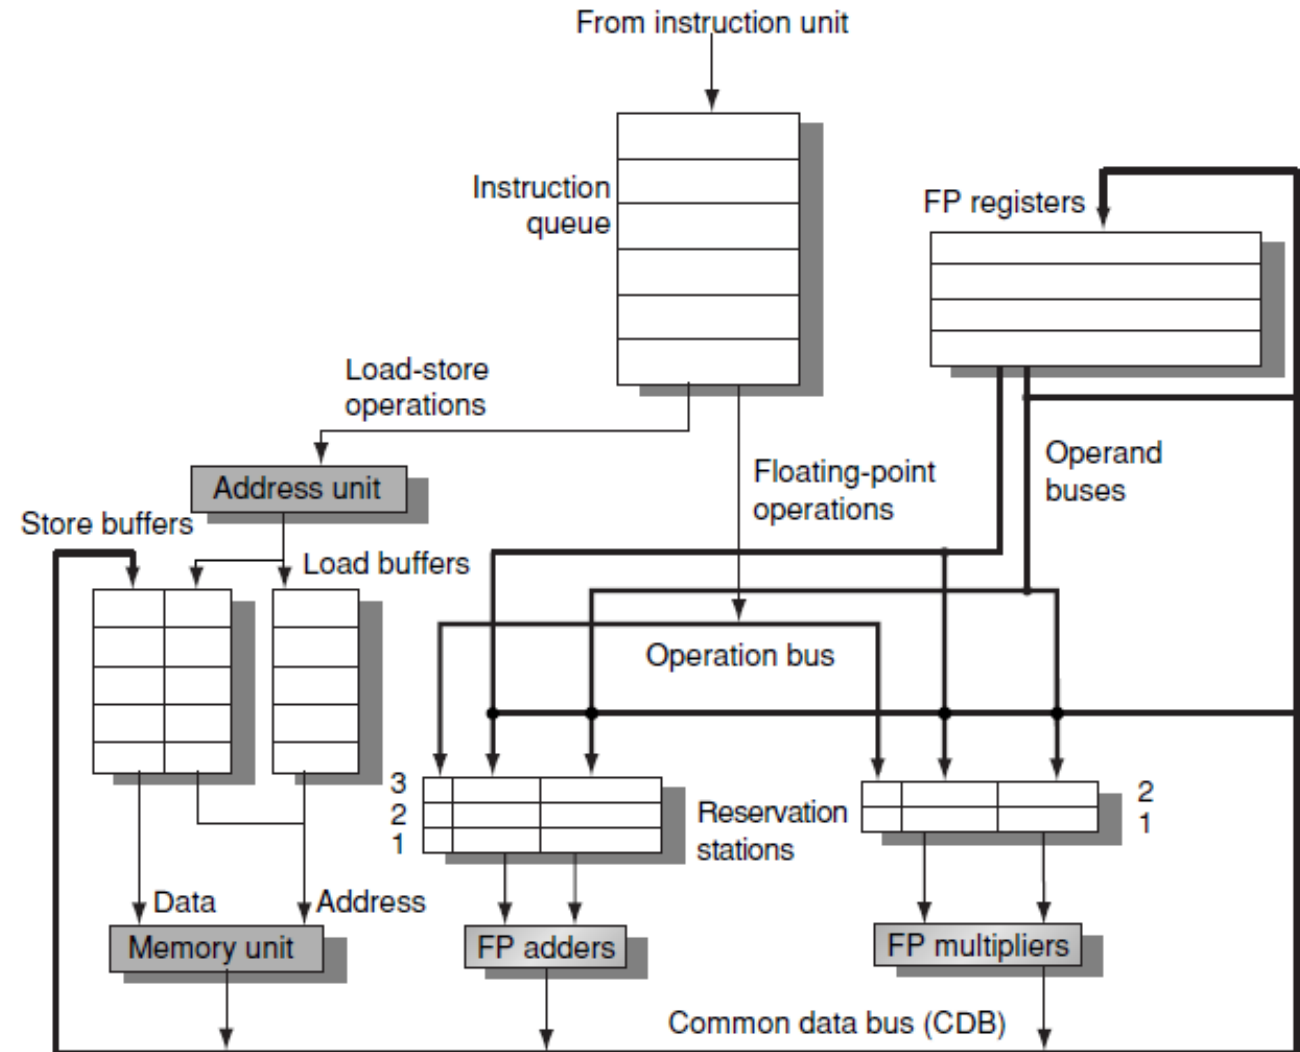 From instruction unit
Instruction
queue
FP registers
Load-store
operations
Address unit
Floating-point
operations
Operand
buses
Store buffers
Load buffers
Operation bus
3
2
1
Reservation
stations
2
1
Data
Address
Memory unit
FP adders
FP multipliers
Common data bus (CDB)